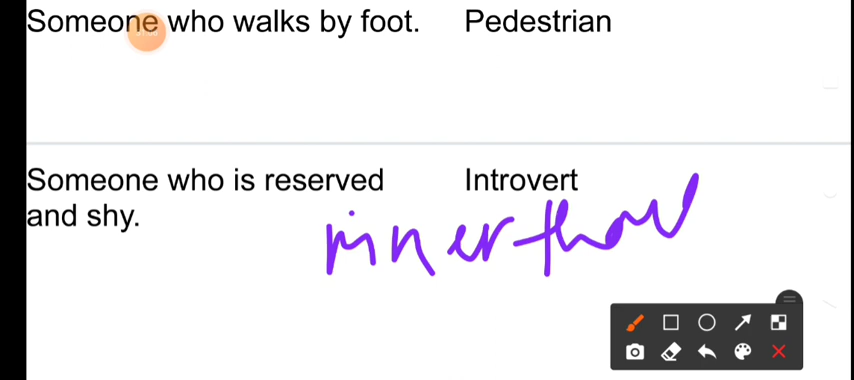 Someone who walks by foot. Pedestrian
Someone who is reserved Introvert
and shy.